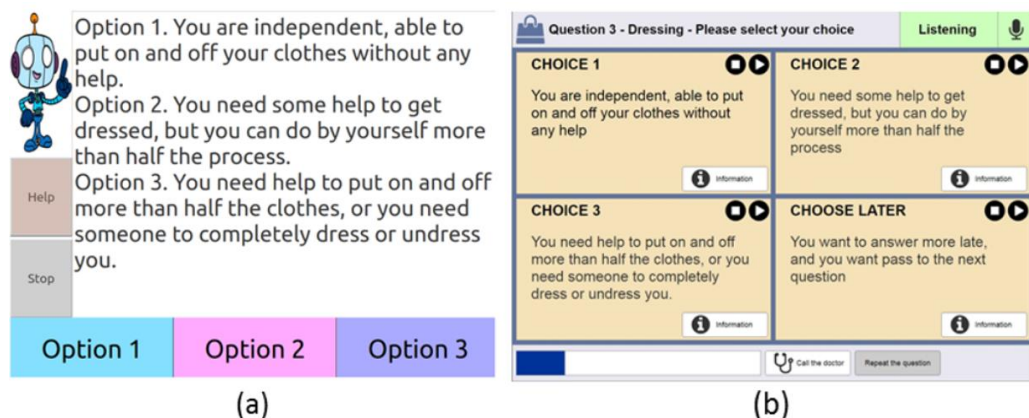 Option 1. You are independent, able to
put on and off your clothes without any
help.
Option 2. You need some help to get
dressed, but you can do by yourself more
than half the process.
Option 3. You need help to put on and off
more than half the clothes, or you need
someone to completely dress or undress
you.
Help
Stop
Option 1
Option 2
Option 3
(a)
Question 3 - Dressing - Please select your choice
Listening
CHOICE 1
You are independent, able to put
on and off your clothes without
any help
Information
CHOICE 2
You need some help to get
dressed, but you can do by
yourself more than half the
process
Information
CHOICE 3
You need help to put on and off
more than half the clothes, or you
need someone to completely
dress or undress you.
Information
CHOOSE LATER
You want to answer more late,
and you want pass to the next
question
Information
Call the doctor
Repeat the question
(b)